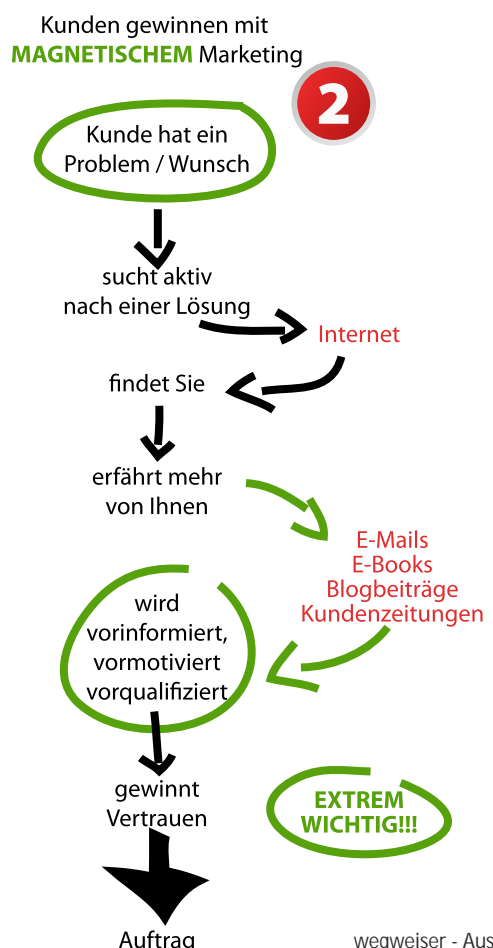 Kunden gewinnen mit
MAGNETISCHEM Marketing
2
Kunde hat ein
Problem / Wunsch
sucht aktiv
nach einer Lösung
Internet
findet Sie
erfährt mehr
von Ihnen
E-Mails
E-Books
Blogbeiträge
Kundenzeitungen
wird
vorinformiert,
vormotiviert
vorqualifiziert
gewinnt
Vertrauen
EXTREM
WICHTIG!!!
Auftrag
wegweiser - Aus